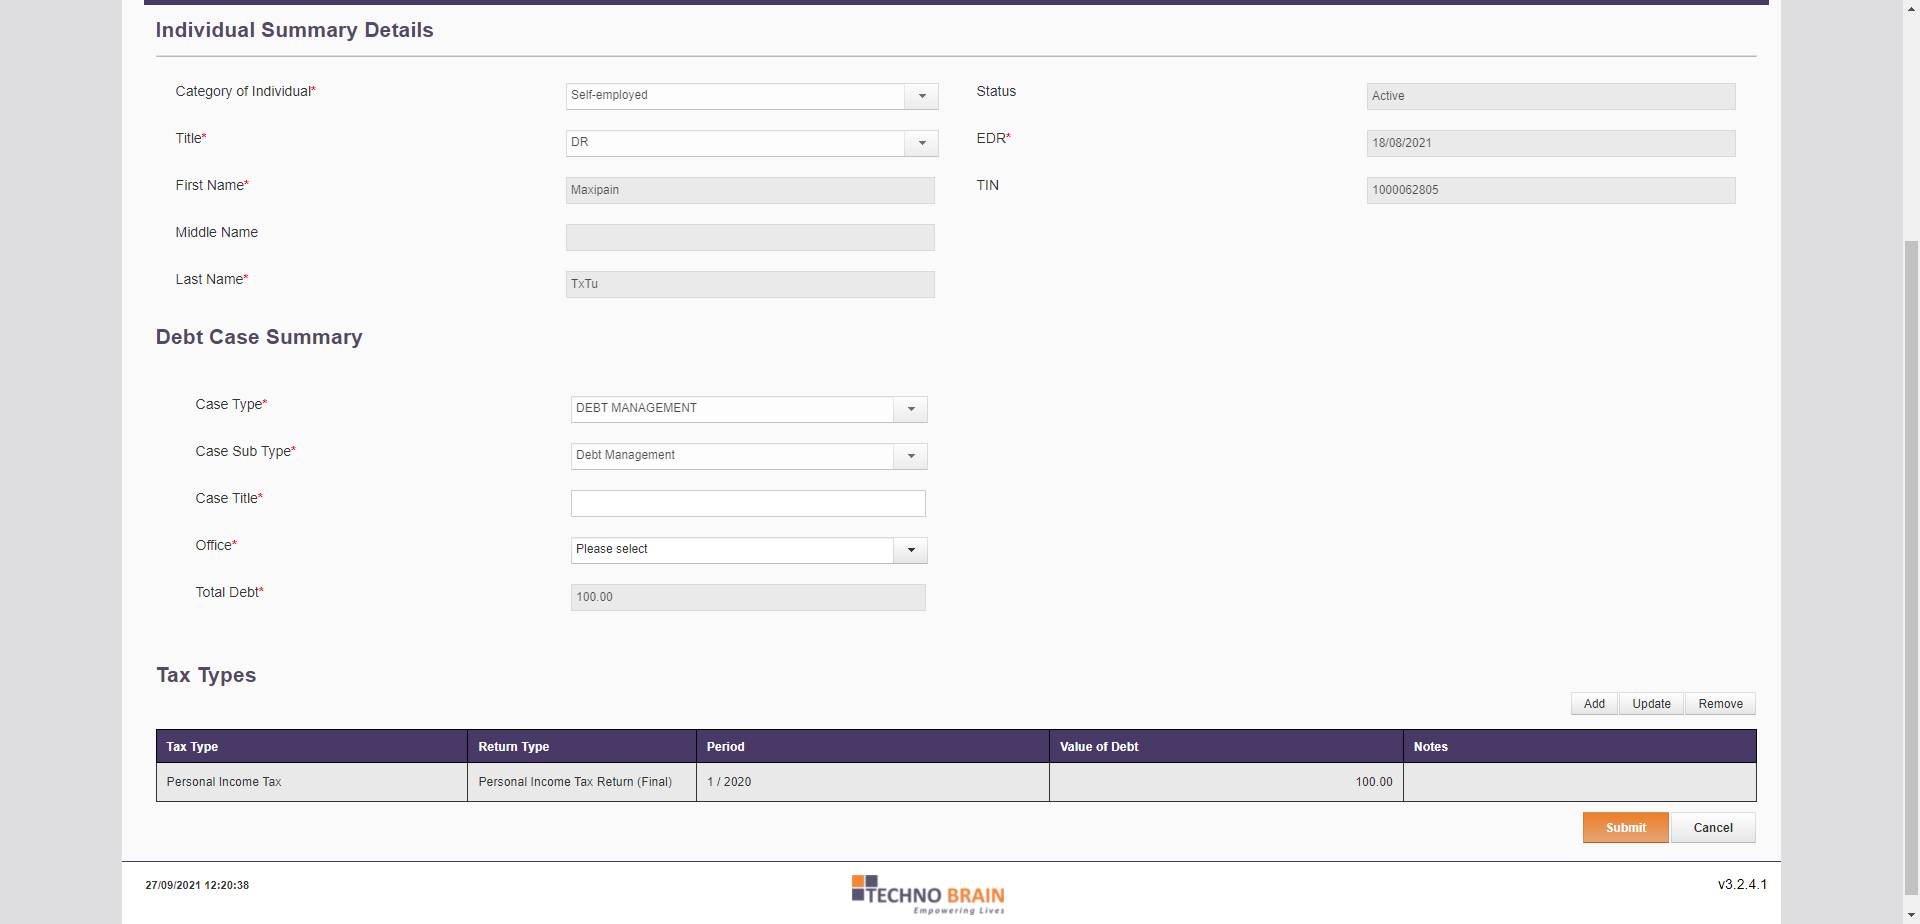 Individual Summary Details
Category of Individual* Self-employed Status Active
Title* DR EDR* 18/08/2021
First Name* Maxipain TIN 1000062805
Middle Name
Last Name* TxTu
Debt Case Summary
Case Type* DEBT MANAGEMENT
Case Sub Type* Debt Management
Case Title*
Office* Please select
Total Debt* 100.00
Tax Types
Add Update Remove
Tax Type Return Type Period Value of Debt Notes
Personal Income Tax Personal Income Tax Return (Final) 1 / 2020 100.00
Submit Cancel
27/09/2021 12:20:38 TECHNO BRAIN v3.2.4.1
Empowering Lives